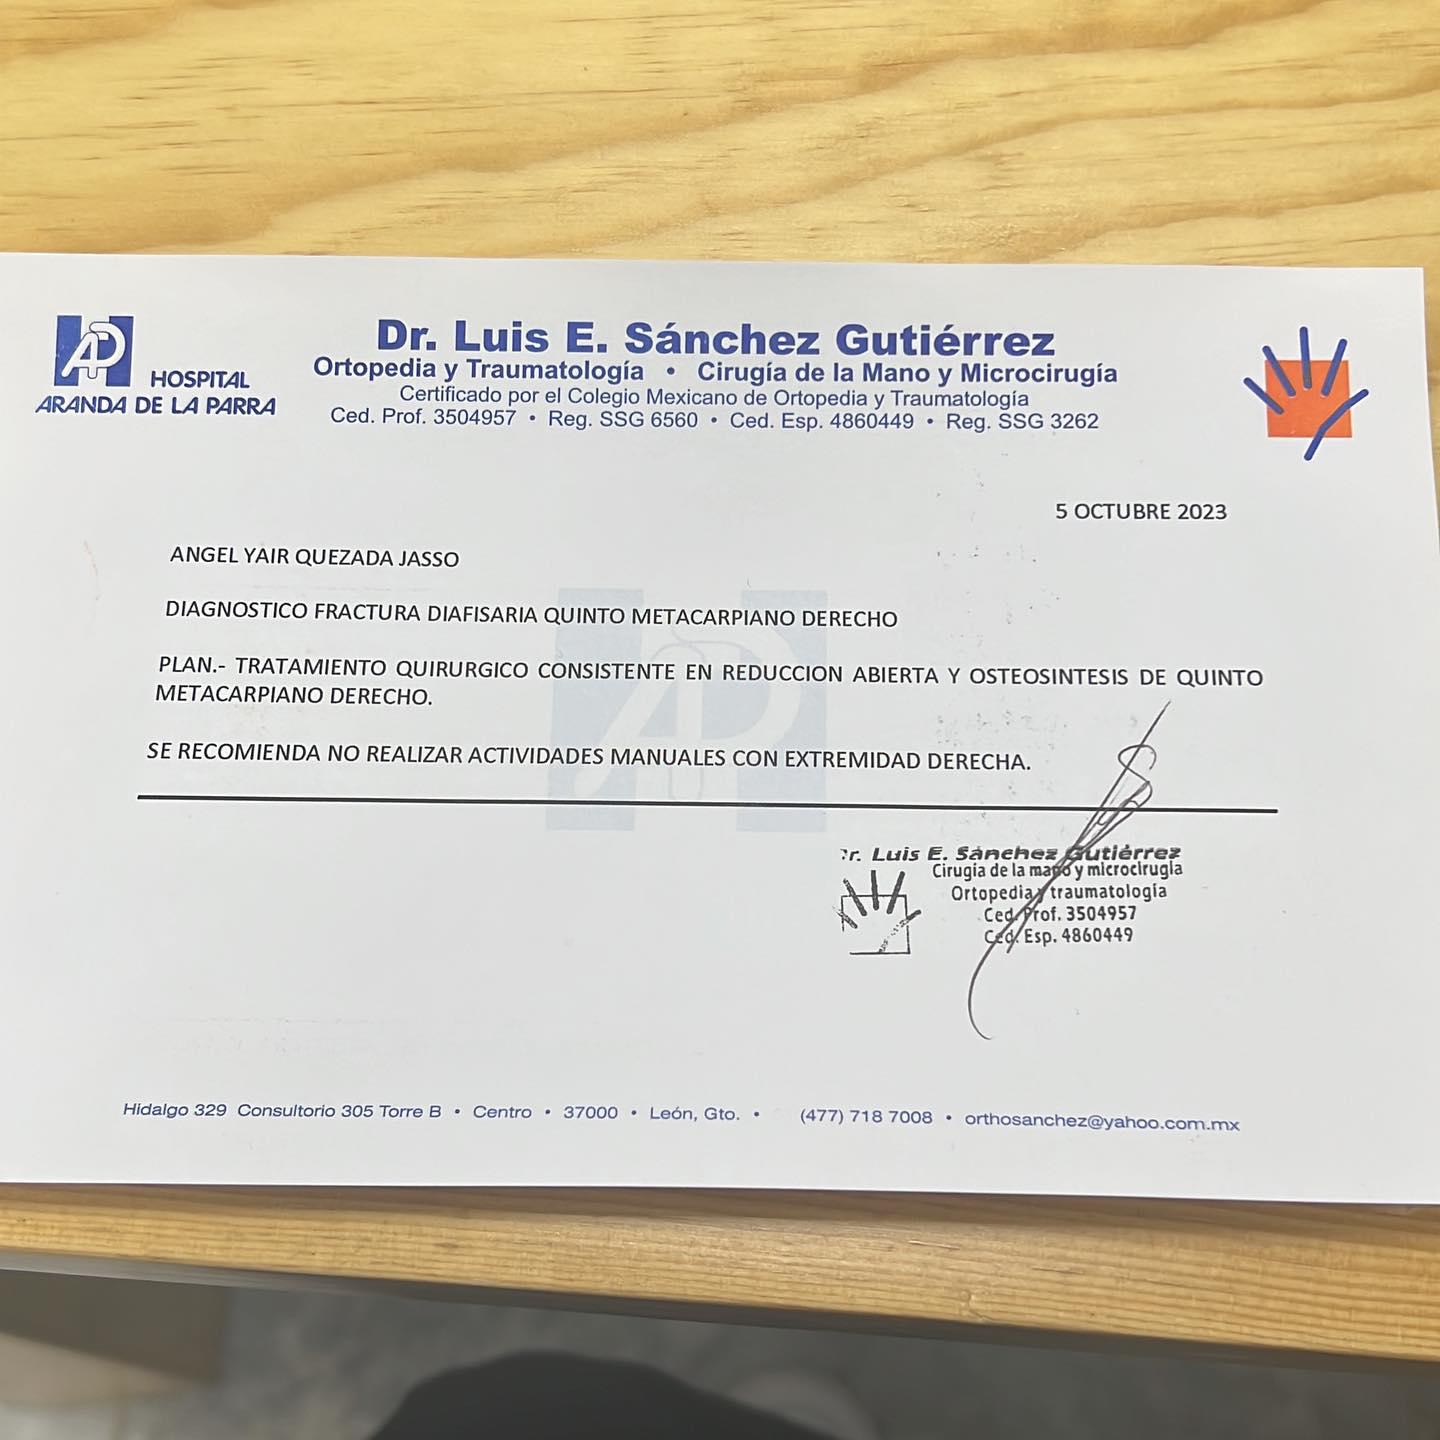 HOSPITAL
ARANDA DE LA PARRA
Dr. Luis E. Sánchez Gutiérrez
Ortopedia y Traumatología • Cirugía de la Mano y Microcirugía
Certificado por el Colegio Mexicano de Ortopedia y Traumatología
Ced. Prof. 3504957 • Reg. SSG 6560 • Ced. Esp. 4860449 • Reg. SSG 3262
5 OCTUBRE 2023
ANGEL YAIR QUEZADA JASSO
DIAGNOSTICO FRACTURA DIAFISARIA QUINTO METACARPIANO DERECHO
PLAN.- TRATAMIENTO QUIRURGICO CONSISTENTE EN REDUCCION ABIERTA Y OSTEOSINTESIS DE QUINTO
METACARPIANO DERECHO.
SE RECOMIENDA NO REALIZAR ACTIVIDADES MANUALES CON EXTREMIDAD DERECHA.
Dr. Luis E. Sánchez Gutiérrez
Cirugía de la mano y microcirugía
Ortopedia y traumatología
Ced. Prof. 3504957
Ced. Esp. 4860449
Hidalgo 329 Consultorio 305 Torre B • Centro • 37000 • León, Gto. • (477) 718 7008 • orthosanchez@yahoo.com.mx